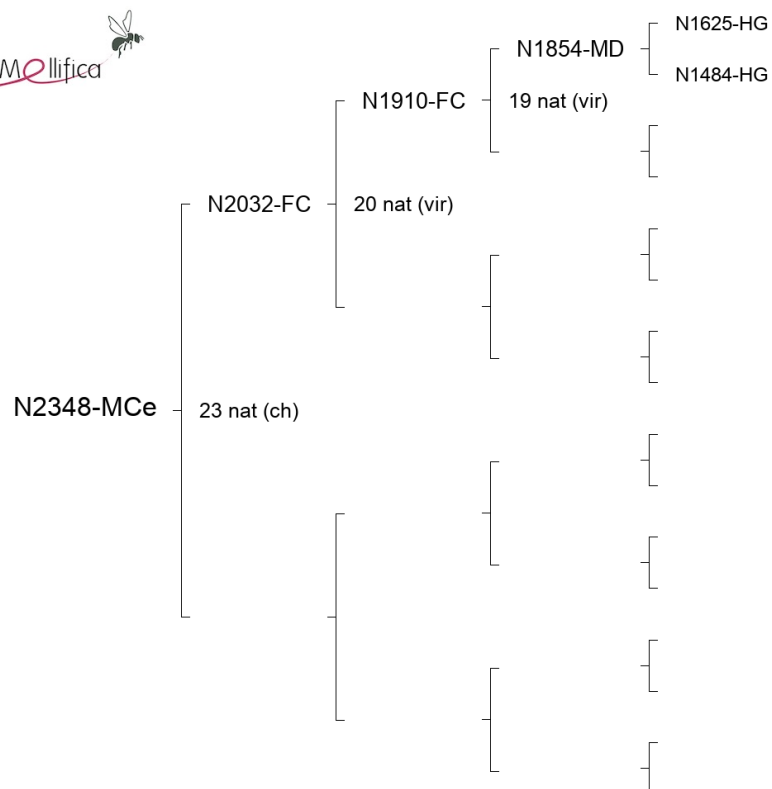 Mellifica
N1625-HG
N1854-MD
N1484-HG
N1910-FC
19 nat (vir)
N2032-FC
20 nat (vir)
N2348-MCe
23 nat (ch)